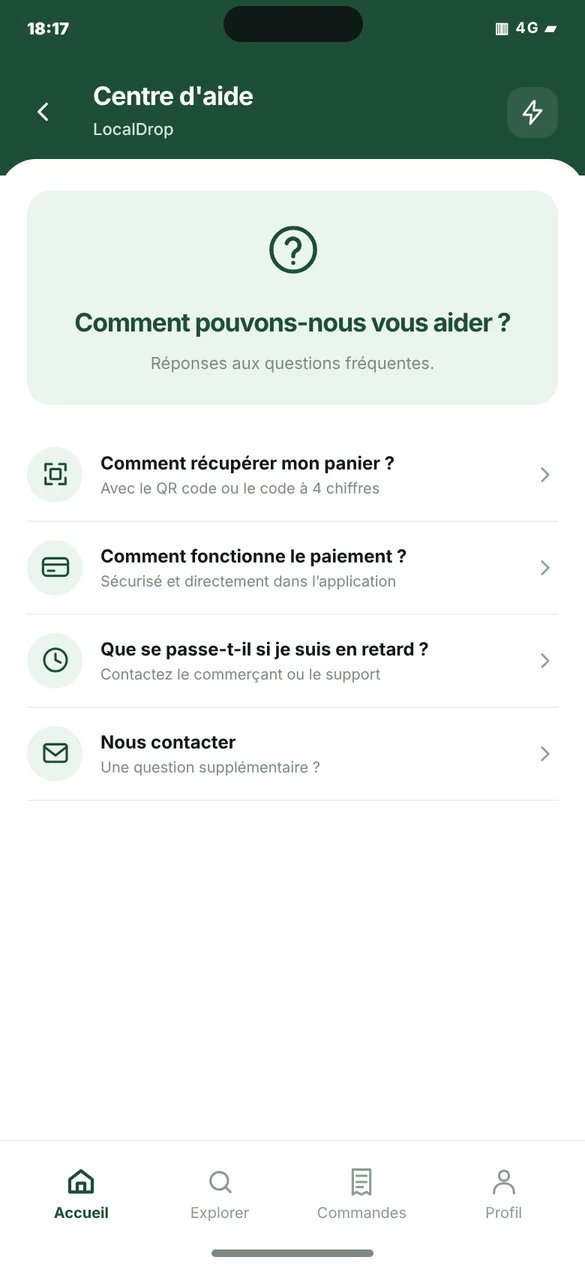 18:17
4G
Centre d'aide
LocalDrop
Comment pouvons-nous vous aider ?
Réponses aux questions fréquentes.
Comment récupérer mon panier ?
Avec le QR code ou le code à 4 chiffres
Comment fonctionne le paiement ?
Sécurisé et directement dans l’application
Que se passe-t-il si je suis en retard ?
Contactez le commerçant ou le support
Nous contacter
Une question supplémentaire ?
Accueil
Explorer
Commandes
Profil